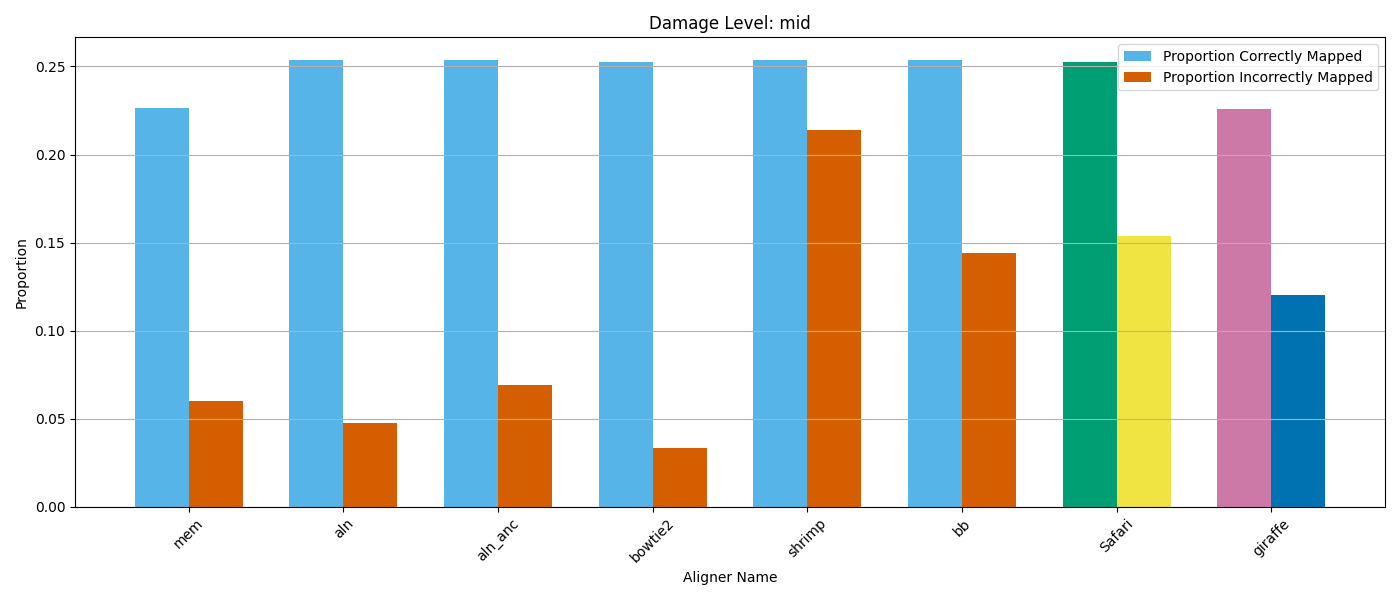 Damage Level: mid
Proportion Correctly Mapped
Proportion Incorrectly Mapped
0.25
0.20
0.15
0.10
0.05
0.00
Proportion
mem
aln
aln_anc
bowtie2
shrimp
bb
Safari
giraffe
Aligner Name